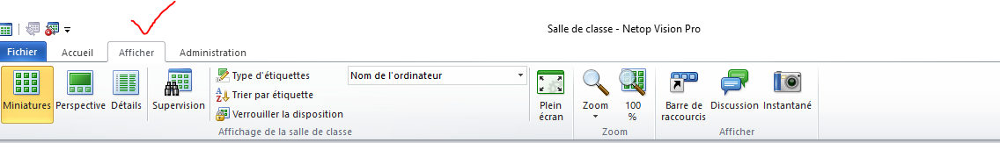 Salle de classe - Netop Vision Pro
Fichier Accueil Afficher Administration
Miniatures Perspective Détails Supervision
Type d'étiquettes Nom de l'ordinateur
Trier par étiquette
Verrouiller la disposition
Affichage de la salle de classe
Plein
écran
Zoom 100
%
Zoom
Barre de
raccourcis
Discussion Instantané
Afficher